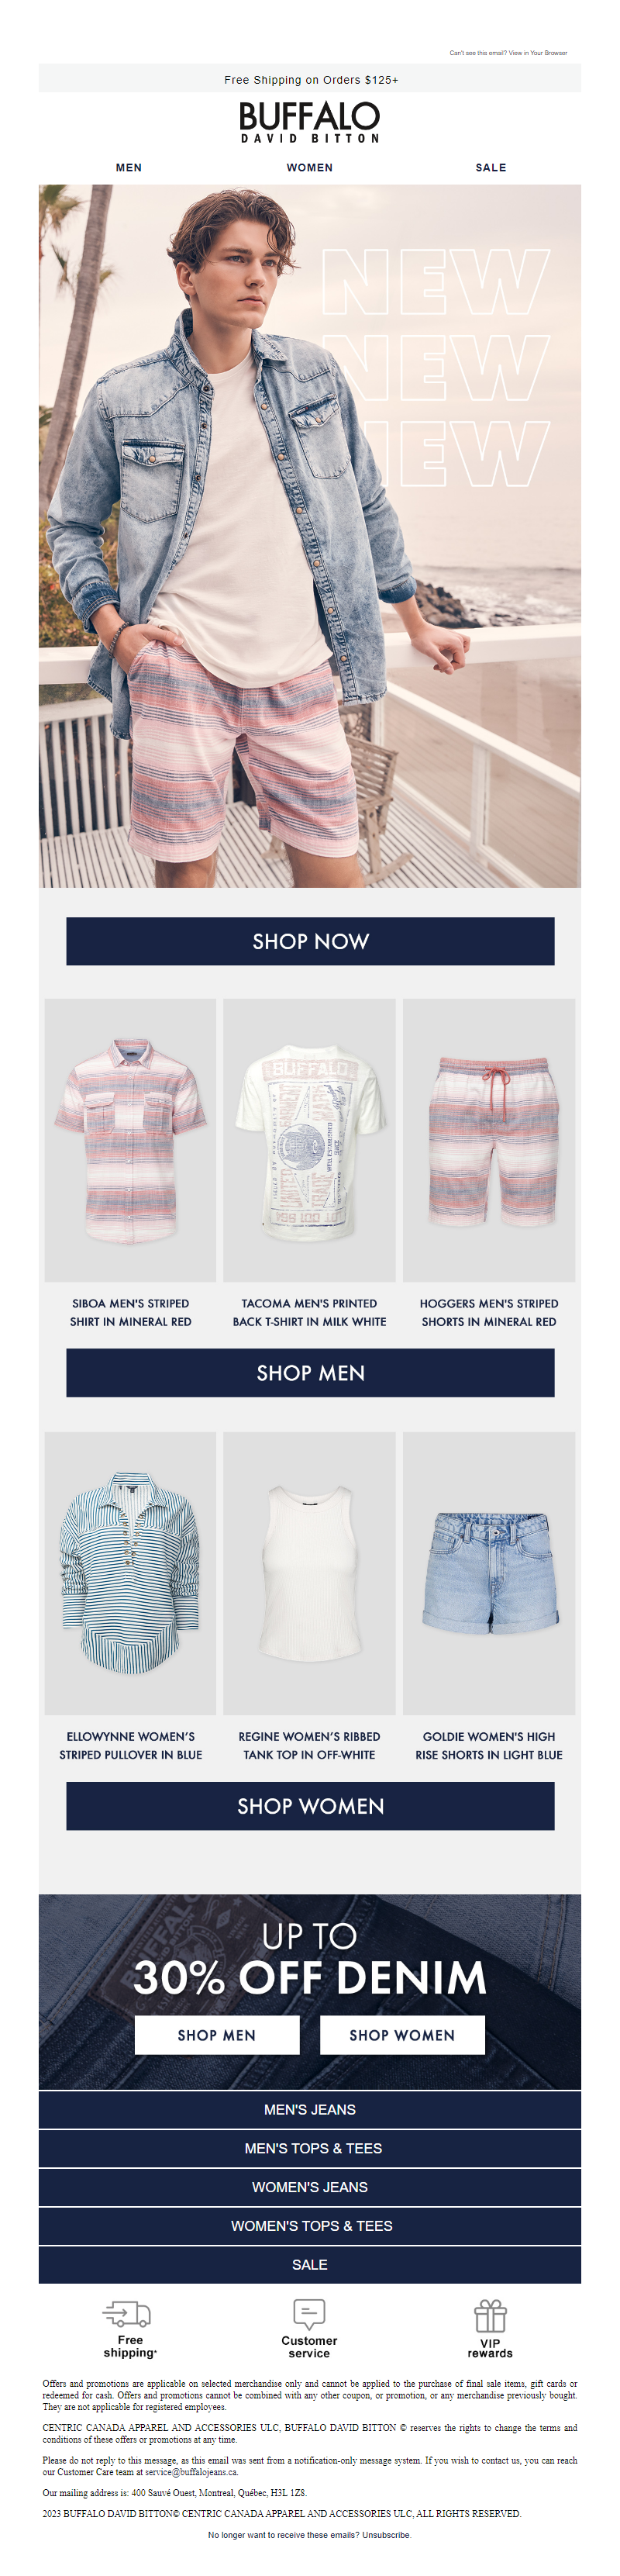 Can't see this email? View in Your Browser
Free Shipping on Orders $125+
BUFFALO
DAVID BITTON
MEN WOMEN SALE
NEW
NEW
NEW
SHOP NOW
BUFFALO
SIBOA MEN'S STRIPED
SHIRT IN MINERAL RED
TACOMA MEN'S PRINTED
BACK T-SHIRT IN MILK WHITE
HOGGERS MEN'S STRIPED
SHORTS IN MINERAL RED
SHOP MEN
ELLOWYNNE WOMEN'S
STRIPED PULLOVER IN BLUE
REGINE WOMEN'S RIBBED
TANK TOP IN OFF-WHITE
GOLDIE WOMEN'S HIGH
RISE SHORTS IN LIGHT BLUE
SHOP WOMEN
UP TO
30% OFF DENIM
SHOP MEN SHOP WOMEN
MEN'S JEANS
MEN'S TOPS & TEES
WOMEN'S JEANS
WOMEN'S TOPS & TEES
SALE
Free
shipping*
Customer
service
VIP
rewards
Offers and promotions are applicable on selected merchandise only and cannot be applied to the purchase of final sale items, gift cards or
redeemed for cash. Offers and promotions cannot be combined with any other coupon, or promotion, or any merchandise previously bought.
They are not applicable for registered employees.
CENTRIC CANADA APPAREL AND ACCESSORIES ULC, BUFFALO DAVID BITTON © reserves the rights to change the terms and
conditions of these offers or promotions at any time.
Please do not reply to this message, as this email was sent from a notification-only message system. If you wish to contact us, you can reach
our Customer Care team at service@buffalojeans.ca.
Our mailing address is: 400 Sauvé Ouest, Montreal, Québec, H3L 1Z8.
2023 BUFFALO DAVID BITTON© CENTRIC CANADA APPAREL AND ACCESSORIES ULC, ALL RIGHTS RESERVED.
No longer want to receive these emails? Unsubscribe.